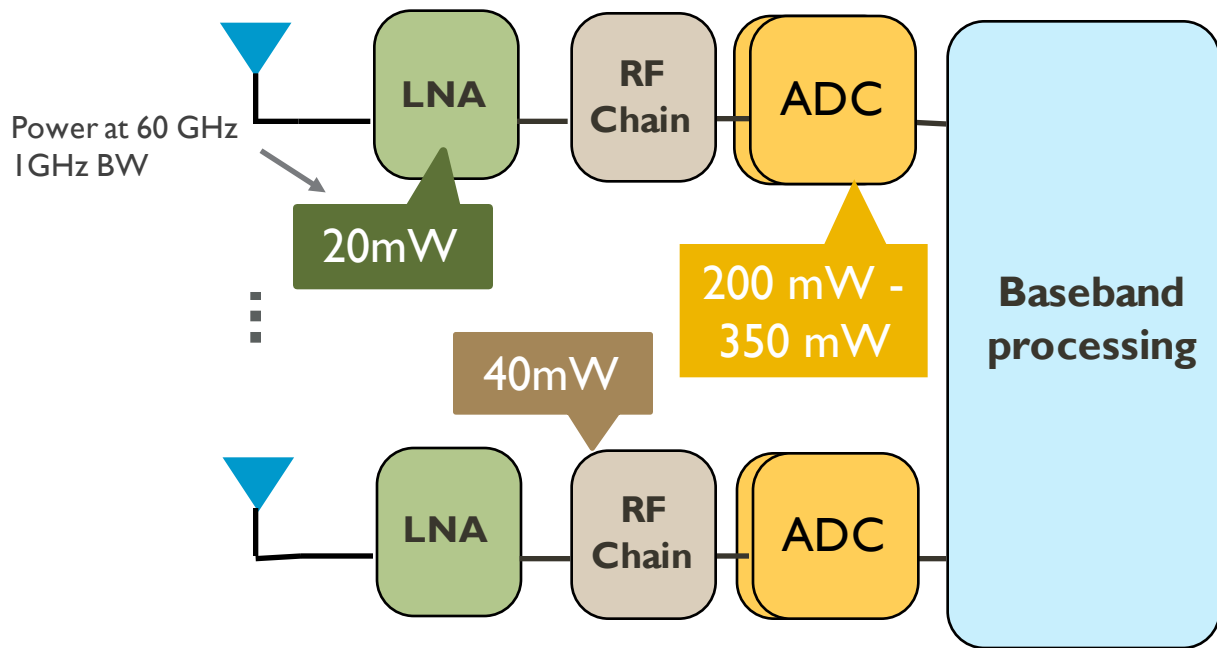 LNA
RF
Chain
ADC
Power at 60 GHz
1GHz BW
20mW
200 mW -
350 mW
Baseband
processing
40mW
LNA
RF
Chain
ADC